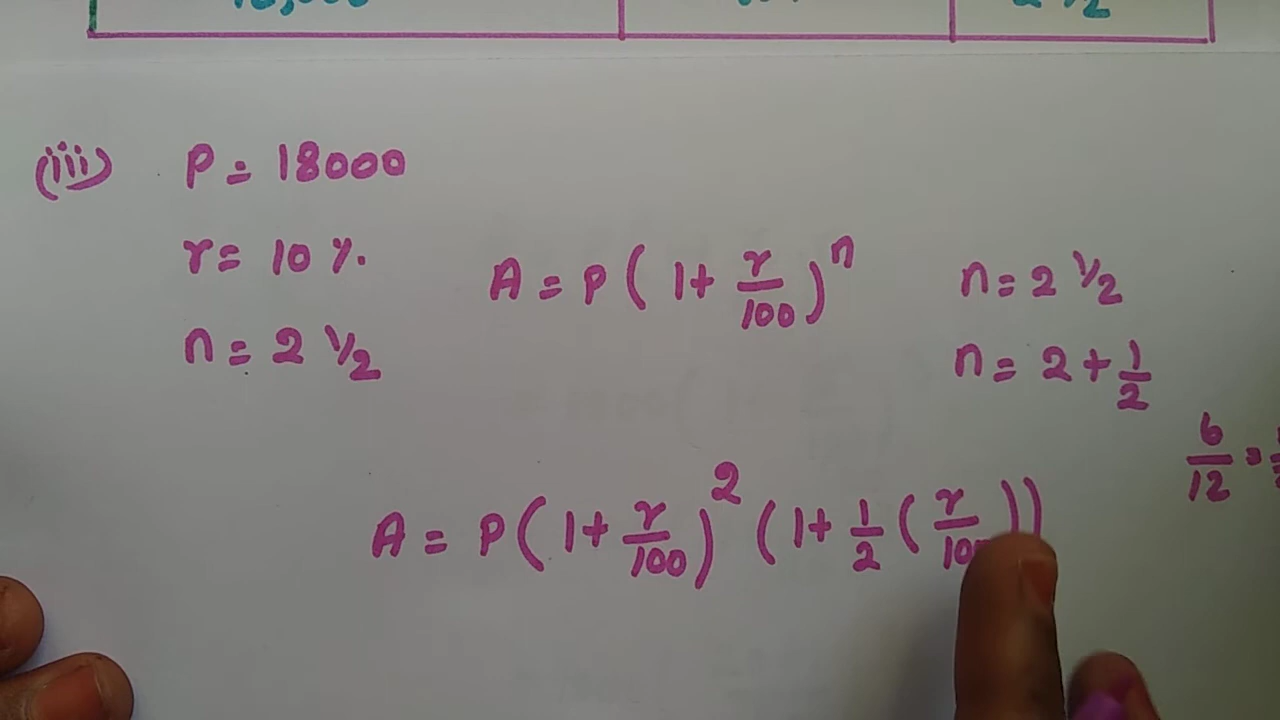 (iii) P = 18000
r = 10 %.
A = P ( 1 + r/100 )^n
n = 2 1/2
n = 2 1/2
n = 2 + 1/2
6/12 =
A = P ( 1 + r/100 )^2 ( 1 + 1/2 ( r/10